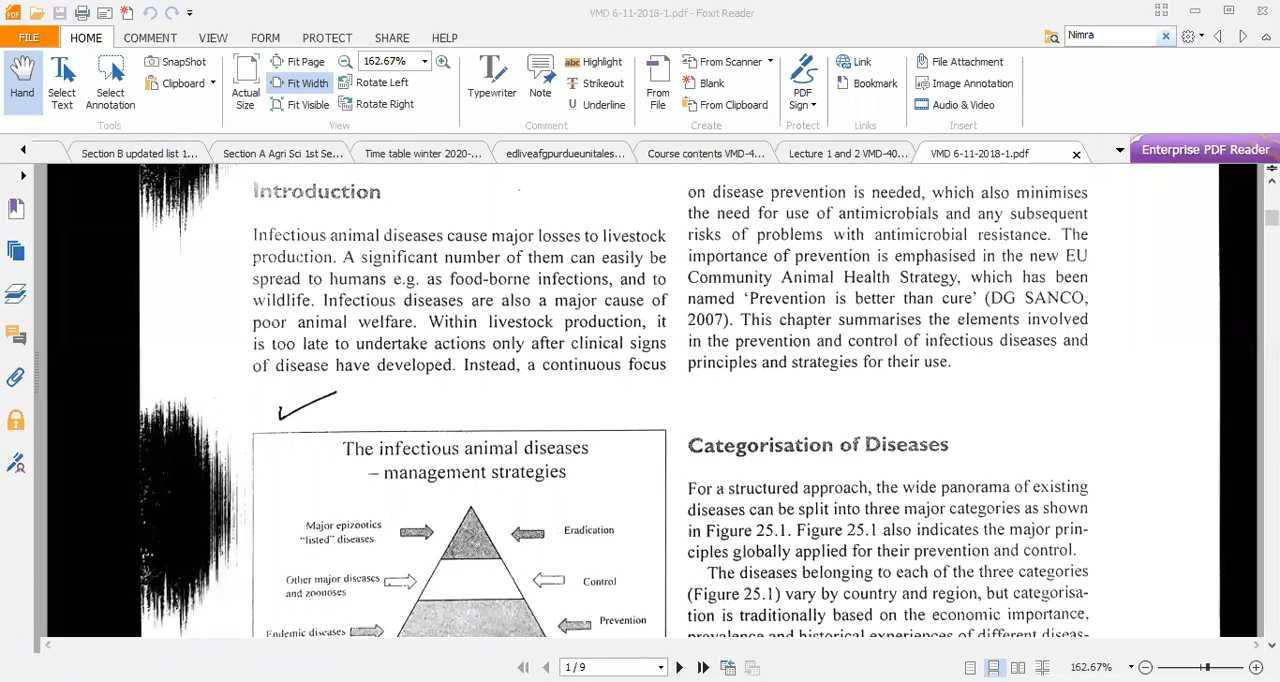 VMD 6-11-2018-1.pdf - Foxit Reader
FILE
HOME
COMMENT
VIEW
FORM
PROTECT
SHARE
HELP
Nimra
Hand
Select Text
Select Annotation
SnapShot
Clipboard
Tools
Actual Size
Fit Page
Fit Width
Fit Visible
162.67%
Rotate Left
Rotate Right
View
Typewriter
Note
Highlight
Strikeout
Underline
Comment
From File
From Scanner
Blank
From Clipboard
Create
PDF Sign
Protect
Link
Bookmark
Links
File Attachment
Image Annotation
Audio & Video
Insert
Section B updated list 1...
Section A Agri Sci 1st Se...
Time table winter 2020-...
edliveafgpurdueunitales...
Course contents VMD-4...
Lecture 1 and 2 VMD-40...
VMD 6-11-2018-1.pdf
Enterprise PDF Reader
Introduction
Infectious animal diseases cause major losses to livestock
production. A significant number of them can easily be
spread to humans e.g. as food-borne infections, and to
wildlife. Infectious diseases are also a major cause of
poor animal welfare. Within livestock production, it
is too late to undertake actions only after clinical signs
of disease have developed. Instead, a continuous focus
The infectious animal diseases
– management strategies
Major epizootics
"listed" diseases
Eradication
Other major diseases
and zoonoses
Control
Endemic diseases
Prevention
on disease prevention is needed, which also minimises
the need for use of antimicrobials and any subsequent
risks of problems with antimicrobial resistance. The
importance of prevention is emphasised in the new EU
Community Animal Health Strategy, which has been
named ‘Prevention is better than cure’ (DG SANCO,
2007). This chapter summarises the elements involved
in the prevention and control of infectious diseases and
principles and strategies for their use.
Categorisation of Diseases
For a structured approach, the wide panorama of existing
diseases can be split into three major categories as shown
in Figure 25.1. Figure 25.1 also indicates the major prin-
ciples globally applied for their prevention and control.
The diseases belonging to each of the three categories
(Figure 25.1) vary by country and region, but categorisa-
tion is traditionally based on the economic importance,
prevalence and historical experiences of different diseas-
1 / 9
162.67%